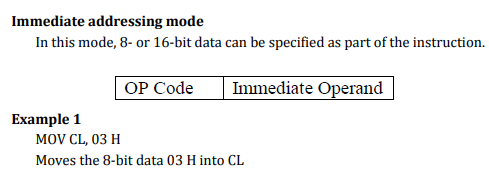 Immediate addressing mode
In this mode, 8- or 16-bit data can be specified as part of the instruction.
OP Code Immediate Operand
Example 1
MOV CL, 03 H
Moves the 8-bit data 03 H into CL